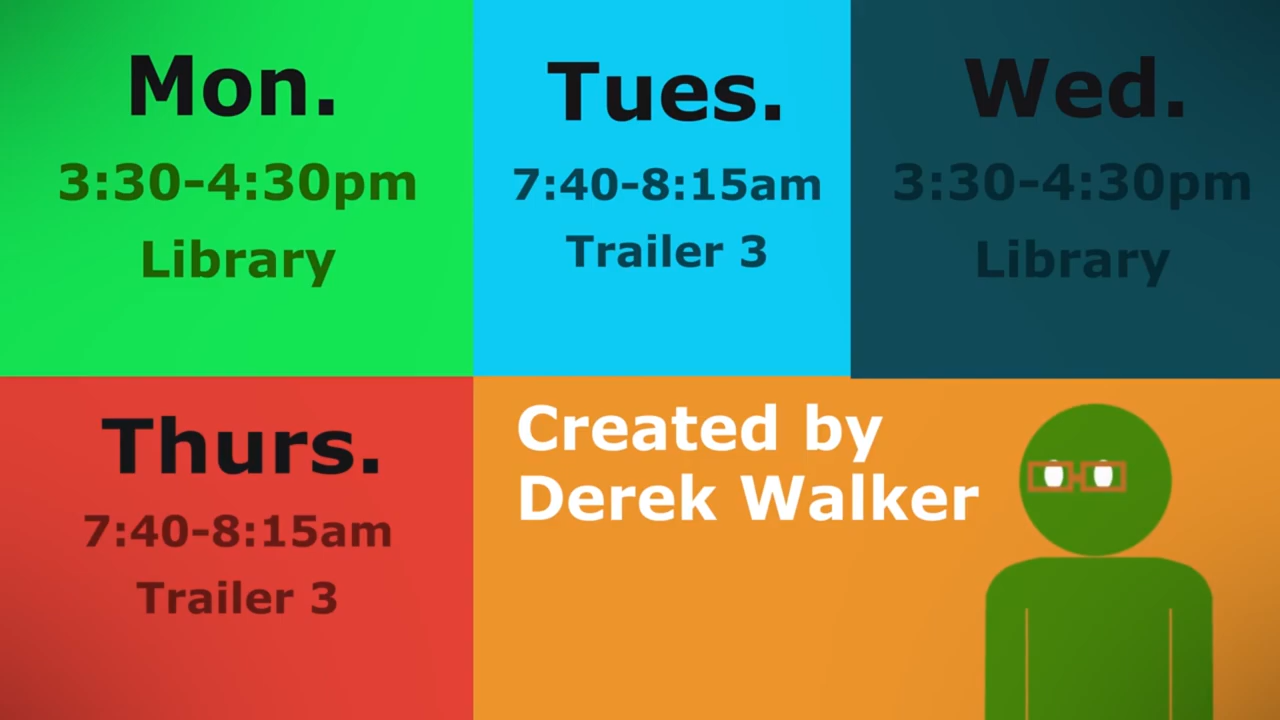 Mon.
3:30-4:30pm
Library
Tues.
7:40-8:15am
Trailer 3
Wed.
3:30-4:30pm
Library
Thurs.
7:40-8:15am
Trailer 3
Created by
Derek Walker